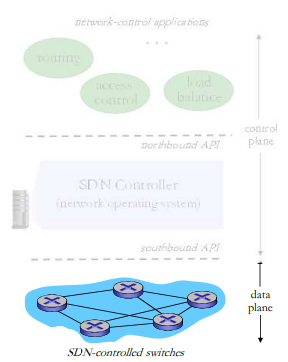 network-control applications
. . .
routing
access
control
load
balance
control
plane
northbound API
SDN Controller
(network operating system)
southbound API
data
plane
SDN-controlled switches